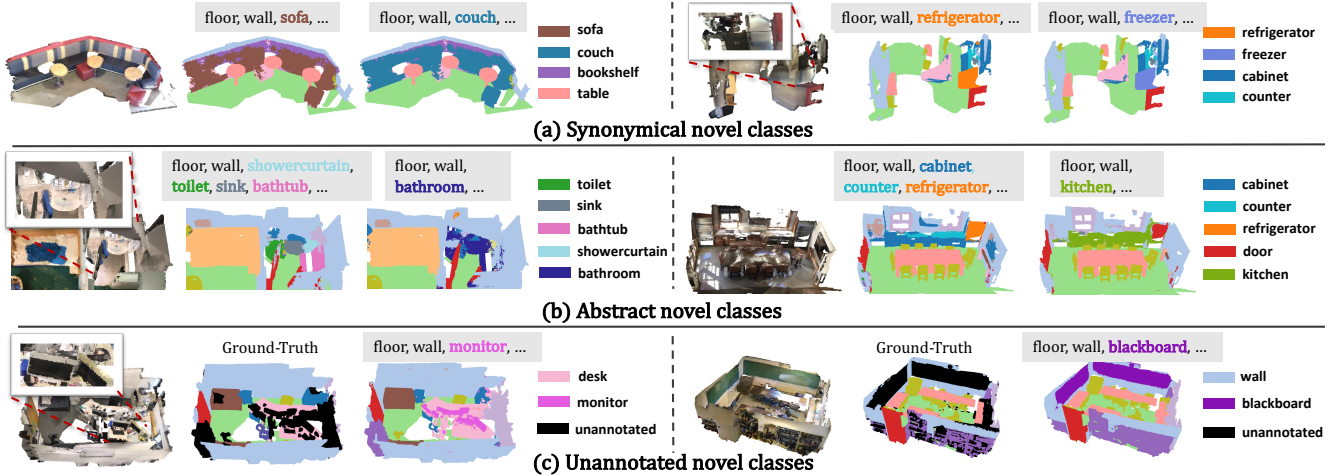 floor, wall, sofa, ...
floor, wall, couch, ...
sofa
couch
bookshelf
table
floor, wall, refrigerator, ...
floor, wall, freezer, ...
refrigerator
freezer
cabinet
counter
(a) Synonymical novel classes
floor, wall, showercurtain,
toilet, sink, bathtub, ...
floor, wall,
bathroom, ...
toilet
sink
bathtub
showercurtain
bathroom
floor, wall, cabinet,
counter, refrigerator, ...
floor, wall,
kitchen, ...
cabinet
counter
refrigerator
door
kitchen
(b) Abstract novel classes
Ground-Truth
floor, wall, monitor, ...
desk
monitor
unannotated
Ground-Truth
floor, wall, blackboard, ...
wall
blackboard
unannotated
(c) Unannotated novel classes